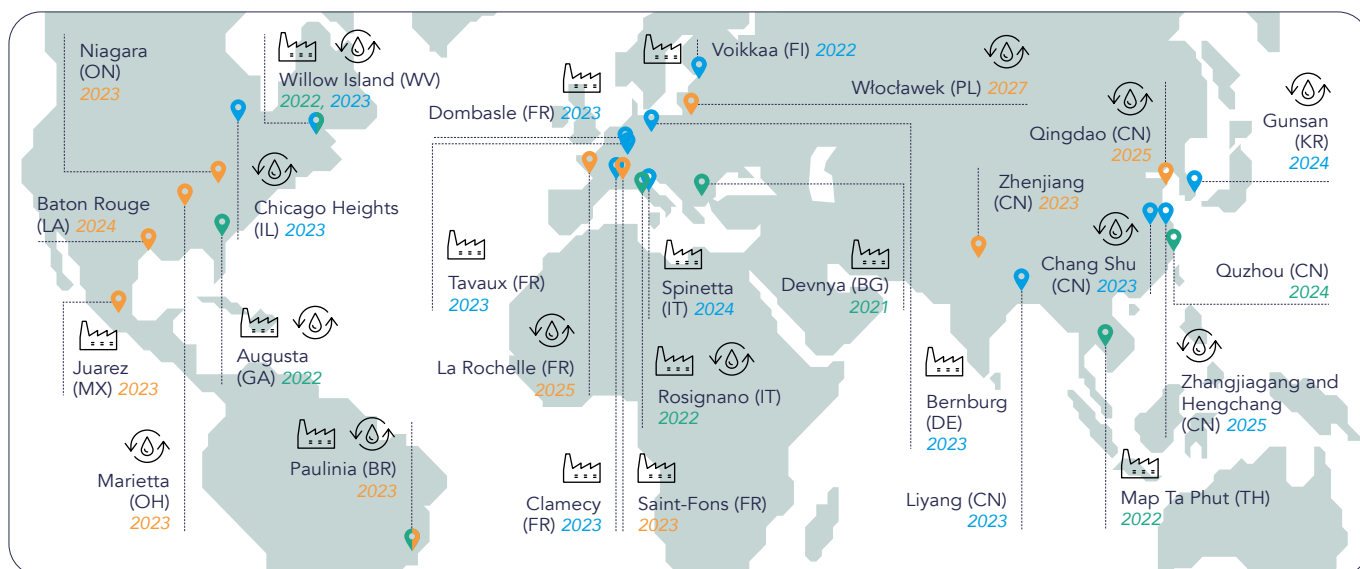 Niagara
(ON)
2023
Willow Island (WV)
2022, 2023
Voikkaa (FI) 2022
Włocławek (PL) 2027
Dombasle (FR) 2023
Qingdao (CN)
2025
Gunsan
(KR)
2024
Baton Rouge
(LA) 2024
Chicago Heights
(IL) 2023
Zhenjiang
(CN) 2023
Tavaux (FR)
2023
Spinetta
(IT) 2024
Devnya (BG)
2021
Chang Shu
(CN) 2023
Quzhou (CN)
2024
Juarez
(MX) 2023
Augusta
(GA) 2022
La Rochelle (FR)
2025
Rosignano (IT)
2022
Bernburg
(DE)
2023
Zhangjiagang and
Hengchang
(CN) 2025
Marietta
(OH)
2023
Paulinia (BR)
2023
Clamecy
(FR) 2023
Saint-Fons (FR)
2023
Liyang (CN)
2023
Map Ta Phut (TH)
2022